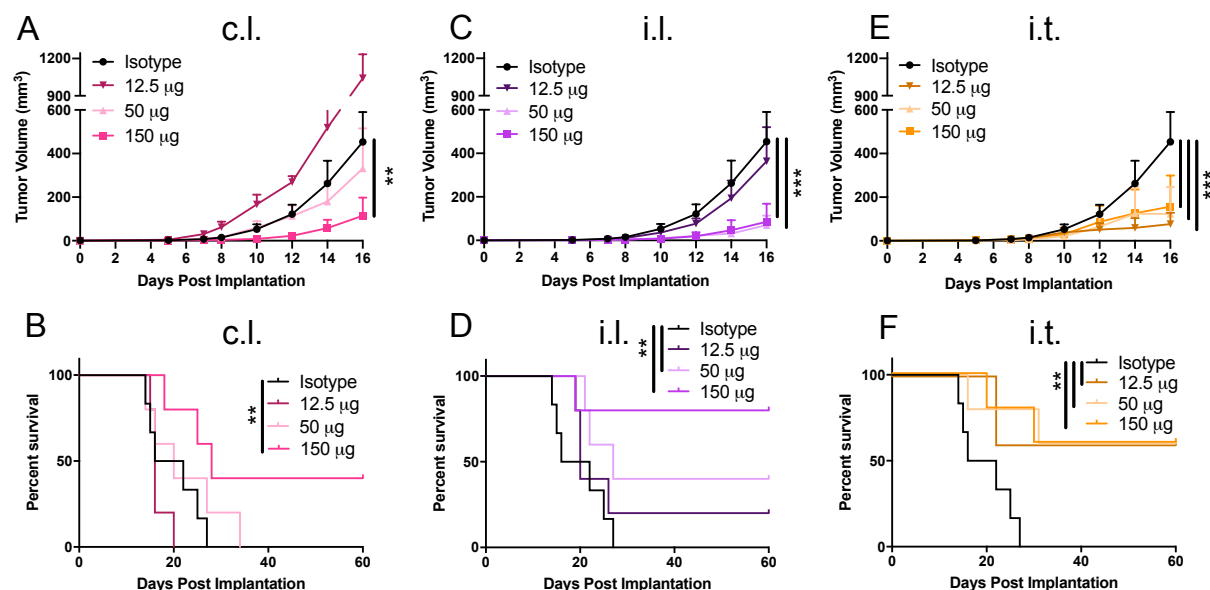 A
c.l.
1200
900
600
400
200
0
Tumor Volume (mm³)
Isotype
12.5 µg
50 µg
150 µg
**
0 2 4 6 8 10 12 14 16
Days Post Implantation
C
i.l.
1200
900
600
400
200
0
Tumor Volume (mm³)
Isotype
12.5 µg
50 µg
150 µg
***
0 2 4 6 8 10 12 14 16
Days Post Implantation
E
i.t.
1200
900
600
400
200
0
Tumor Volume (mm³)
Isotype
12.5 µg
50 µg
150 µg
***
0 2 4 6 8 10 12 14 16
Days Post Implantation
B
c.l.
100
50
0
Percent survival
Isotype
12.5 µg
50 µg
150 µg
**
0 20 40 60
Days Post Implantation
D
i.l.
100
50
0
Percent survival
Isotype
12.5 µg
50 µg
150 µg
**
0 20 40 60
Days Post Implantation
F
i.t.
100
50
0
Percent survival
Isotype
12.5 µg
50 µg
150 µg
**
0 20 40 60
Days Post Implantation